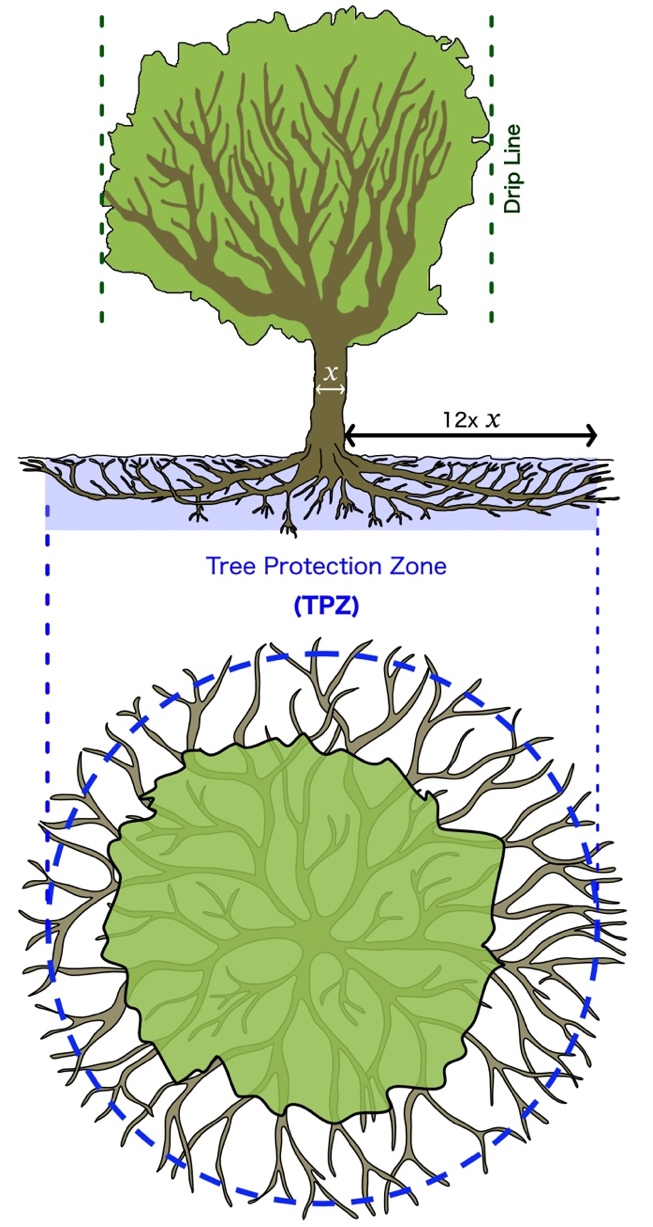 Drip Line
x
12x x
Tree Protection Zone
(TPZ)